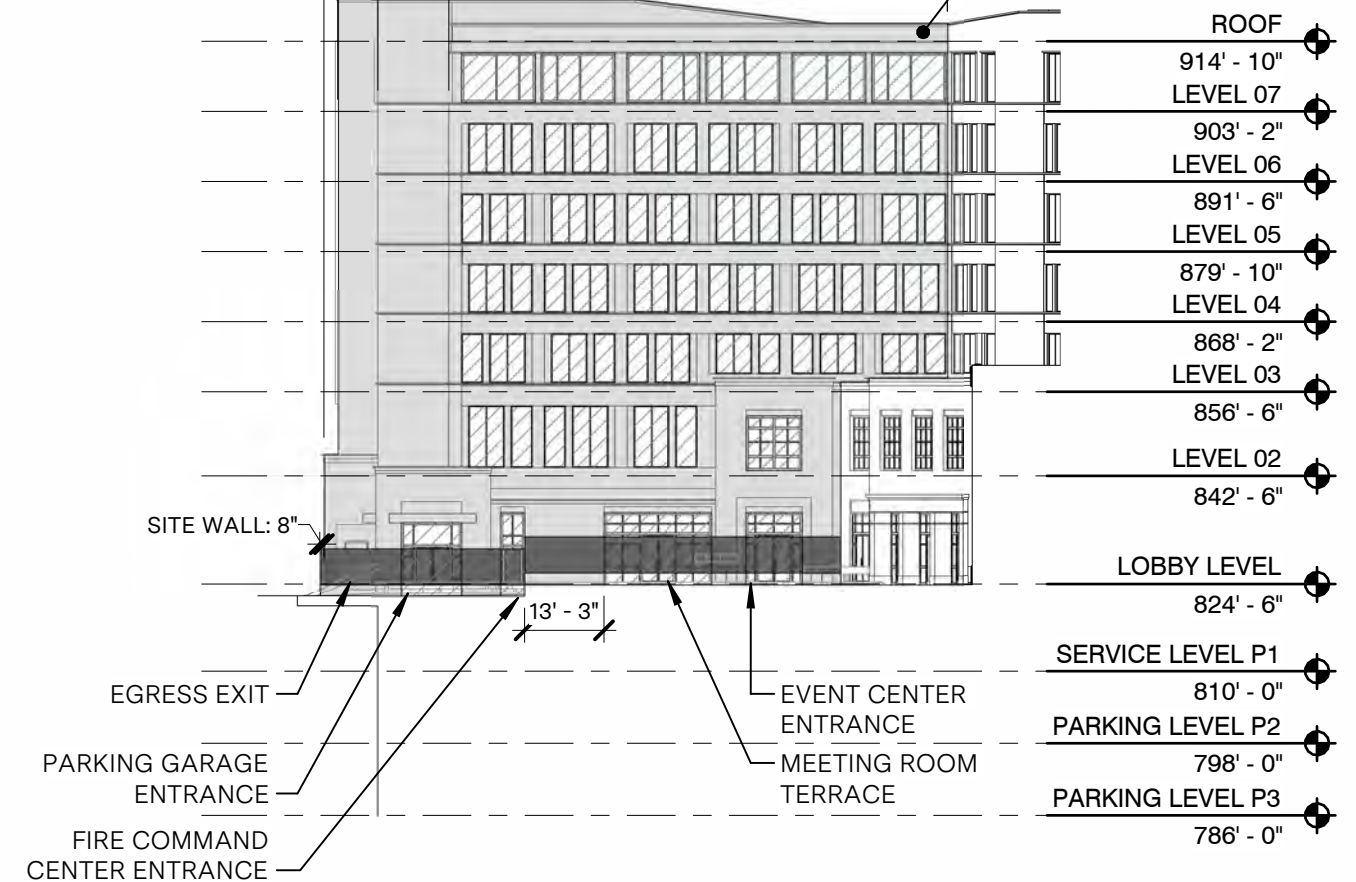 ROOF
914' - 10"
LEVEL 07
903' - 2"
LEVEL 06
891' - 6"
LEVEL 05
879' - 10"
LEVEL 04
868' - 2"
LEVEL 03
856' - 6"
LEVEL 02
842' - 6"
SITE WALL: 8"
LOBBY LEVEL
824' - 6"
13' - 3"
SERVICE LEVEL P1
810' - 0"
EGRESS EXIT
EVENT CENTER
ENTRANCE
PARKING LEVEL P2
798' - 0"
PARKING GARAGE
ENTRANCE
MEETING ROOM
TERRACE
PARKING LEVEL P3
786' - 0"
FIRE COMMAND
CENTER ENTRANCE